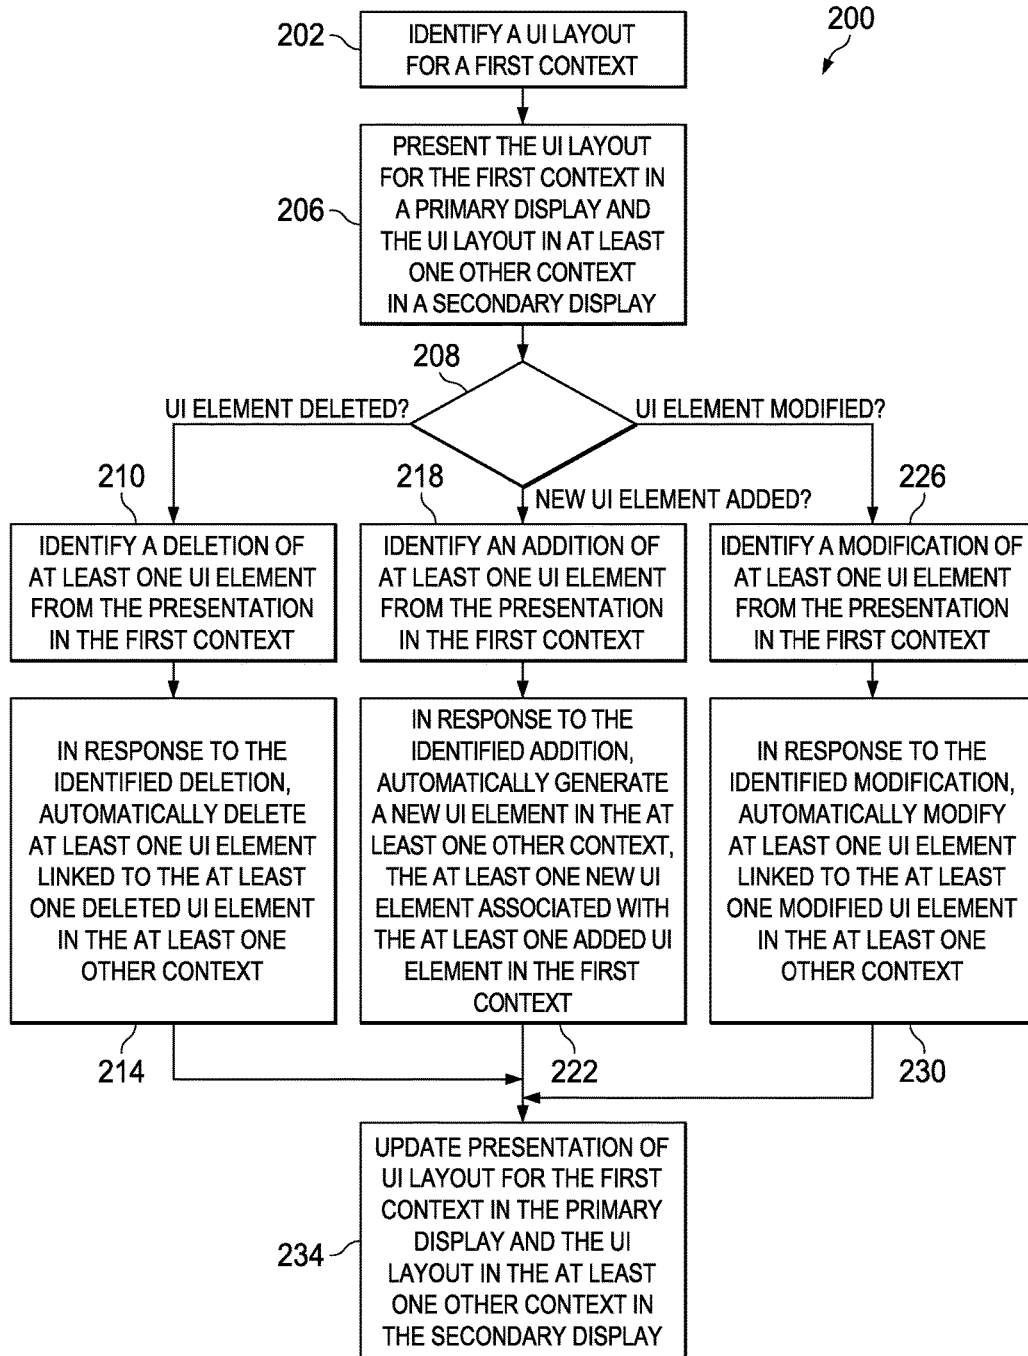 202
IDENTIFY A UI LAYOUT
FOR A FIRST CONTEXT
200
206
PRESENT THE UI LAYOUT
FOR THE FIRST CONTEXT IN
A PRIMARY DISPLAY AND
THE UI LAYOUT IN AT LEAST
ONE OTHER CONTEXT
IN A SECONDARY DISPLAY
208
UI ELEMENT DELETED?
UI ELEMENT MODIFIED?
NEW UI ELEMENT ADDED?
210
IDENTIFY A DELETION OF
AT LEAST ONE UI ELEMENT
FROM THE PRESENTATION
IN THE FIRST CONTEXT
218
IDENTIFY AN ADDITION OF
AT LEAST ONE UI ELEMENT
FROM THE PRESENTATION
IN THE FIRST CONTEXT
226
IDENTIFY A MODIFICATION OF
AT LEAST ONE UI ELEMENT
FROM THE PRESENTATION
IN THE FIRST CONTEXT
IN RESPONSE TO THE
IDENTIFIED DELETION,
AUTOMATICALLY DELETE
AT LEAST ONE UI ELEMENT
LINKED TO THE AT LEAST
ONE DELETED UI ELEMENT
IN THE AT LEAST ONE
OTHER CONTEXT
214
IN RESPONSE TO THE
IDENTIFIED ADDITION,
AUTOMATICALLY GENERATE
A NEW UI ELEMENT IN THE AT
LEAST ONE OTHER CONTEXT,
THE AT LEAST ONE NEW UI
ELEMENT ASSOCIATED WITH
THE AT LEAST ONE ADDED UI
ELEMENT IN THE FIRST
CONTEXT
222
IN RESPONSE TO THE
IDENTIFIED MODIFICATION,
AUTOMATICALLY MODIFY
AT LEAST ONE UI ELEMENT
LINKED TO THE AT LEAST
ONE MODIFIED UI ELEMENT
IN THE AT LEAST ONE
OTHER CONTEXT
230
234
UPDATE PRESENTATION OF
UI LAYOUT FOR THE FIRST
CONTEXT IN THE PRIMARY
DISPLAY AND THE UI
LAYOUT IN THE AT LEAST
ONE OTHER CONTEXT IN
THE SECONDARY DISPLAY